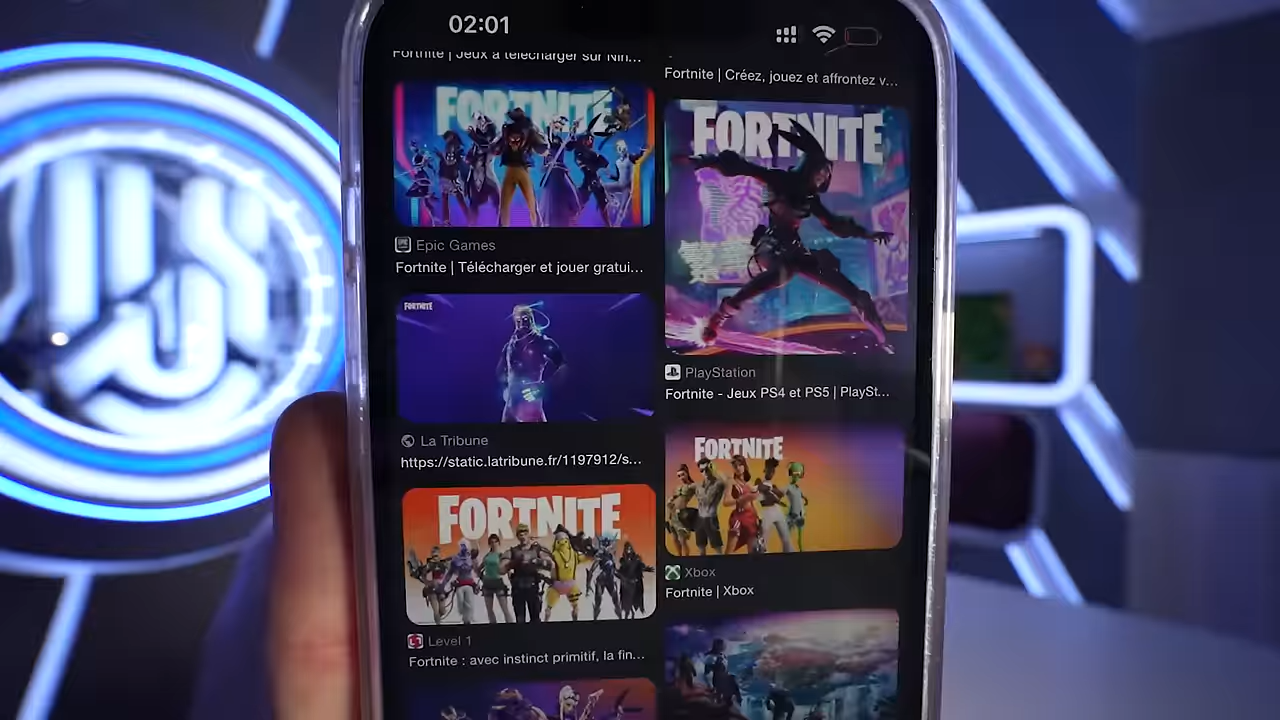 02:01
Fortnite | Jeux à télécharger sur Nin...
FORTNITE
Epic Games
Fortnite | Télécharger et jouer gratui...
FORTNITE
La Tribune
https://static.latribune.fr/1197912/s...
FORTNITE
Level 1
Fortnite : avec instinct primitif, la fin...
Fortnite | Créez, jouez et affrontez v...
FORTNITE
PlayStation
Fortnite - Jeux PS4 et PS5 | PlaySt...
FORTNITE
Xbox
Fortnite | Xbox